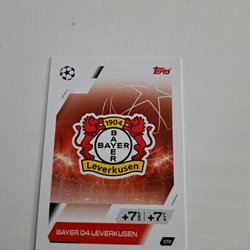 Topps
1904
BAYER
BAYER
Leverkusen
+7 +7
BAYER 04 LEVERKUSEN